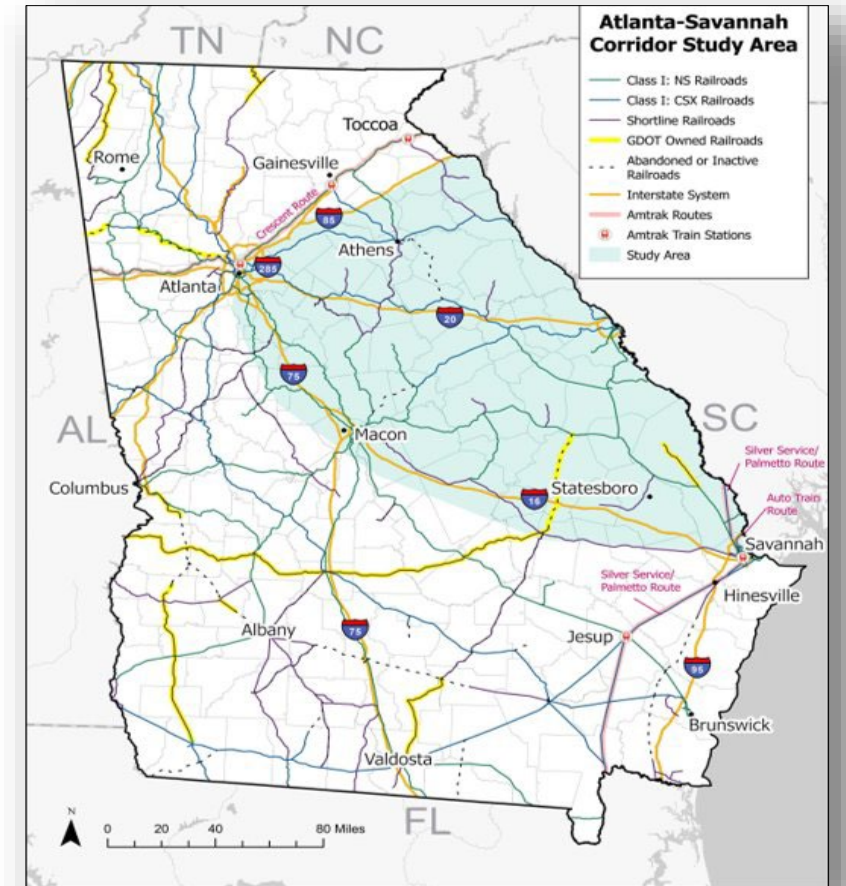 Atlanta-Savannah
Corridor Study Area
Class I: NS Railroads
Class I: CSX Railroads
Shortline Railroads
GDOT Owned Railroads
Abandoned or Inactive
Railroads
Interstate System
Amtrak Routes
Amtrak Train Stations
Study Area
TN
NC
Toccoa
Rome
Gainesville
Crescent Route
85
Athens
285
Atlanta
20
75
SC
AL
Macon
Silver Service/
Palmetto Route
Columbus
16
Statesboro
Auto Train
Route
Savannah
Silver Service/
Palmetto Route
Hinesville
Albany
75
Jesup
95
Brunswick
Valdosta
FL
N
0 20 40 80 Miles